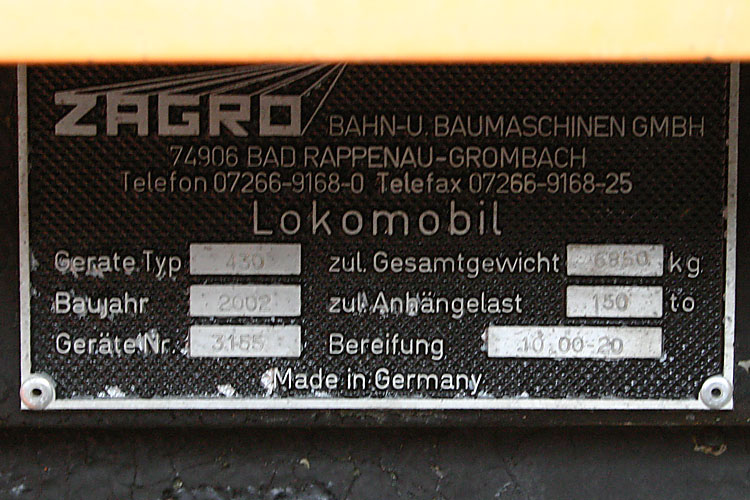 ZAGRO BAHN-U. BAUMASCHINEN GMBH
74906 BAD RAPPENAU-GROMBACH
Telefon 07266-9168-0 Telefax 07266-9168-25
Lokomobil
Geräte Typ 430 zul. Gesamtgewicht 6850 kg
Baujahr 2002 zul. Anhängelast 150 to
Geräte Nr. 3155 Bereifung 10.00-20
Made in Germany